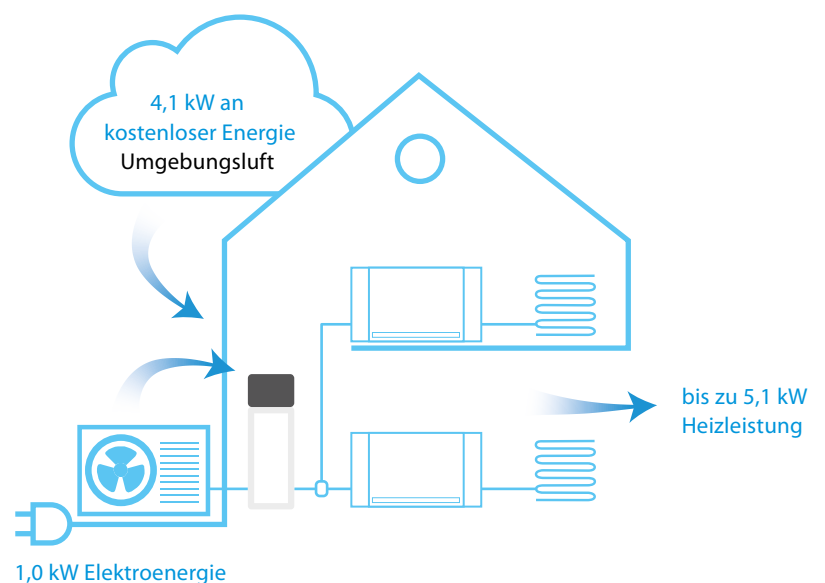 4,1 kW an
kostenloser Energie
Umgebungsluft
bis zu 5,1 kW
Heizleistung
1,0 kW Elektroenergie